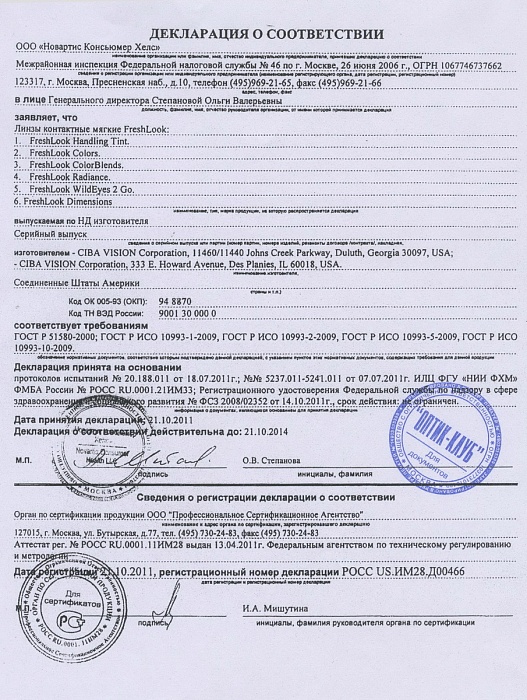 ДЕКЛАРАЦИЯ О СООТВЕТСТВИИ
ООО «Новартис Консьюмер Хелс»
наименование организации или фамилия, имя, отчество индивидуального предпринимателя, принявших декларацию о соответствии
Межрайонная инспекция Федеральной налоговой службы № 46 по г. Москве, 26 июня 2006 г., ОГРН 1067746737662
сведения о регистрации организации или индивидуального предпринимателя (наименование регистрирующего органа, дата регистрации, регистрационный номер)
123317, г. Москва, Пресненская наб., д.10, телефон (495)969-21-65, факс (495)969-21-66
адрес, телефон, факс
в лице Генерального директора Степановой Ольги Валерьевны
должность, фамилия, имя, отчество руководителя организации, от имени которой принимается декларация
заявляет, что
Линзы контактные мягкие FreshLook:
1. FreshLook Handling Tint.
2. FreshLook Colors.
3. FreshLook ColorBlends.
4. FreshLook Radiance.
5. FreshLook WildEyes 2 Go.
6. FreshLook Dimensions
наименование, тип, марка продукции, на которую распространяется декларация
выпускаемая по НД изготовителя
Серийный выпуск
сведения о серийном выпуске или партии (номер партии, номера изделий, реквизиты договора /контракта/, накладная,
изготовителем - CIBA VISION Corporation, 11460/11440 Johns Creek Parkway, Duluth, Georgia 30097, USA;
- CIBA VISION Corporation, 333 E. Howard Avenue, Des Planies, IL 60018, USA.
наименование изготовителя,
Соединенные Штаты Америки
страны и т.п.)
Код ОК 005-93 (ОКП): 94 8870
Код ТН ВЭД России: 9001 30 000 0
соответствует требованиям
ГОСТ Р 51580-2000; ГОСТ Р ИСО 10993-1-2009, ГОСТ Р ИСО 10993-2-2009, ГОСТ Р ИСО 10993-5-2009, ГОСТ Р ИСО
10993-10-2009.
обозначение нормативных документов, соответствие которым подтверждено данной декларацией, с указанием пунктов этих нормативных документов, содержащих требования для данной продукции
Декларация принята на основании
протоколов испытаний № 20.188.011 от 18.07.2011г.; №№ 5237.011-5241.011 от 07.07.2011г. ИЛЦ ФГУ «НИИ ФХМ»
ФМБА России № РОСС RU.0001.21ИМ33; Регистрационного удостоверения Федеральной службы по надзору в сфере
здравоохранения и социального развития № ФСЗ 2008/02352 от 14.10.2011г., срок действия: не ограничен.
информация о документах, являющихся основанием для принятия декларации
Дата принятия декларации: 21.10.2011
Декларация о соответствии действительна до: 21.10.2014
Novartis Consumer
Health LLC
МОСКВА
"ОПТИК-КЛУБ"
Для
документов
М.П.
О.В. Степанова
подпись
инициалы, фамилия
Сведения о регистрации декларации о соответствии
Орган по сертификации продукции ООО "Профессиональное Сертификационное Агентство"
наименование и адрес органа по сертификации, зарегистрировавшего декларацию
127015, г. Москва, ул. Бутырская, д.77, тел. (495) 730-24-83, факс (495) 730-24-83
Аттестат рег. № РОСС RU.0001.11ИМ28 выдан 13.04.2011г. Федеральным агентством по техническому регулированию
и метрологии
Дата регистрации 21.10.2011, регистрационный номер декларации РОСС US.ИМ28.Д00466
дата регистрации и регистрационный номер декларации
Для
сертификатов
РОСС RU.0001.11ИМ28
М.П.
И.А. Мишутина
подпись
инициалы, фамилия руководителя органа по сертификации